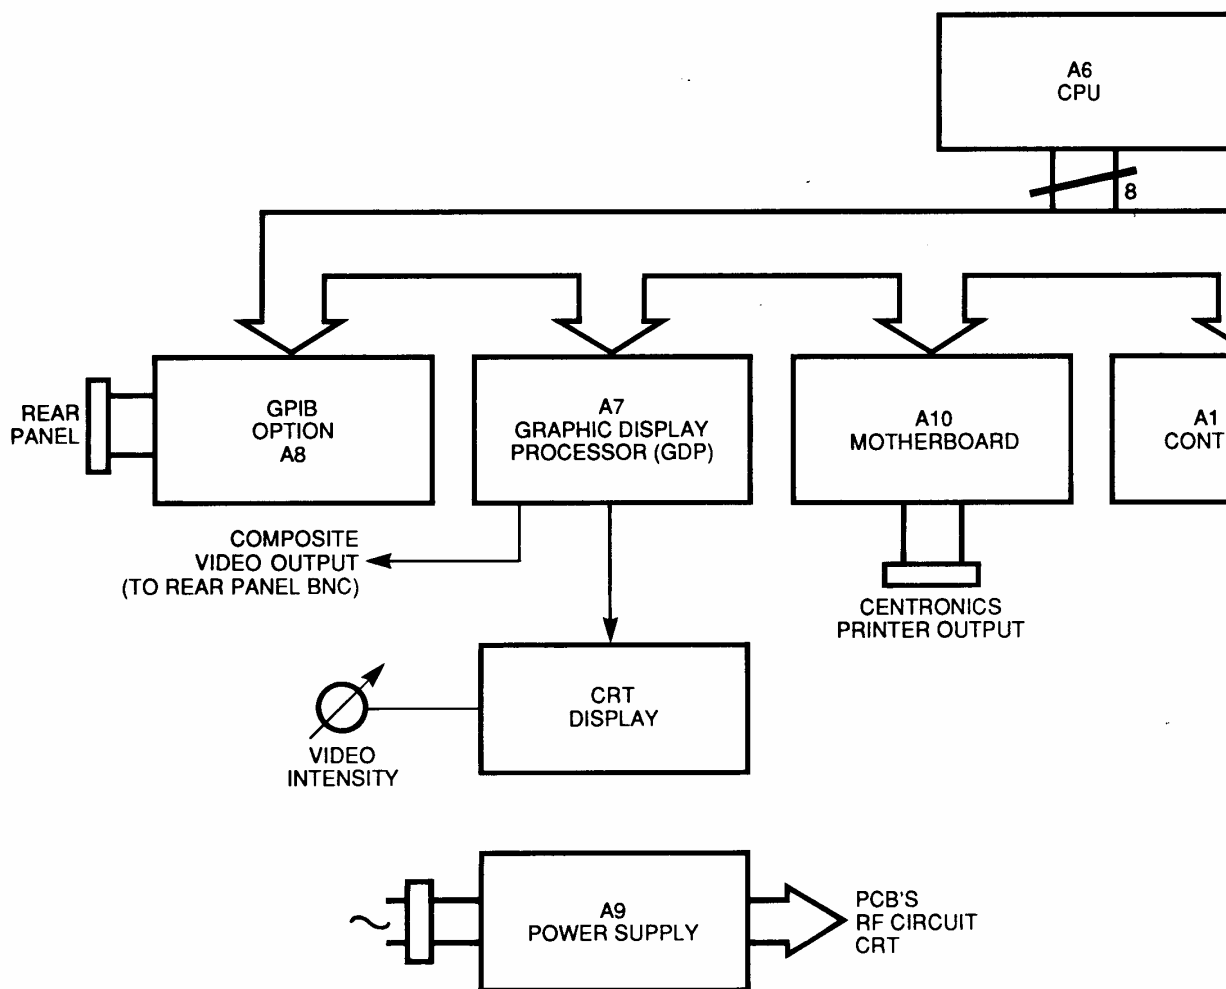 A6
CPU
8
REAR
PANEL
GPIB
OPTION
A8
A7
GRAPHIC DISPLAY
PROCESSOR (GDP)
A10
MOTHERBOARD
A1
CONT
COMPOSITE
VIDEO OUTPUT
(TO REAR PANEL BNC)
CENTRONICS
PRINTER OUTPUT
CRT
DISPLAY
VIDEO
INTENSITY
A9
POWER SUPPLY
PCB'S
RF CIRCUIT
CRT